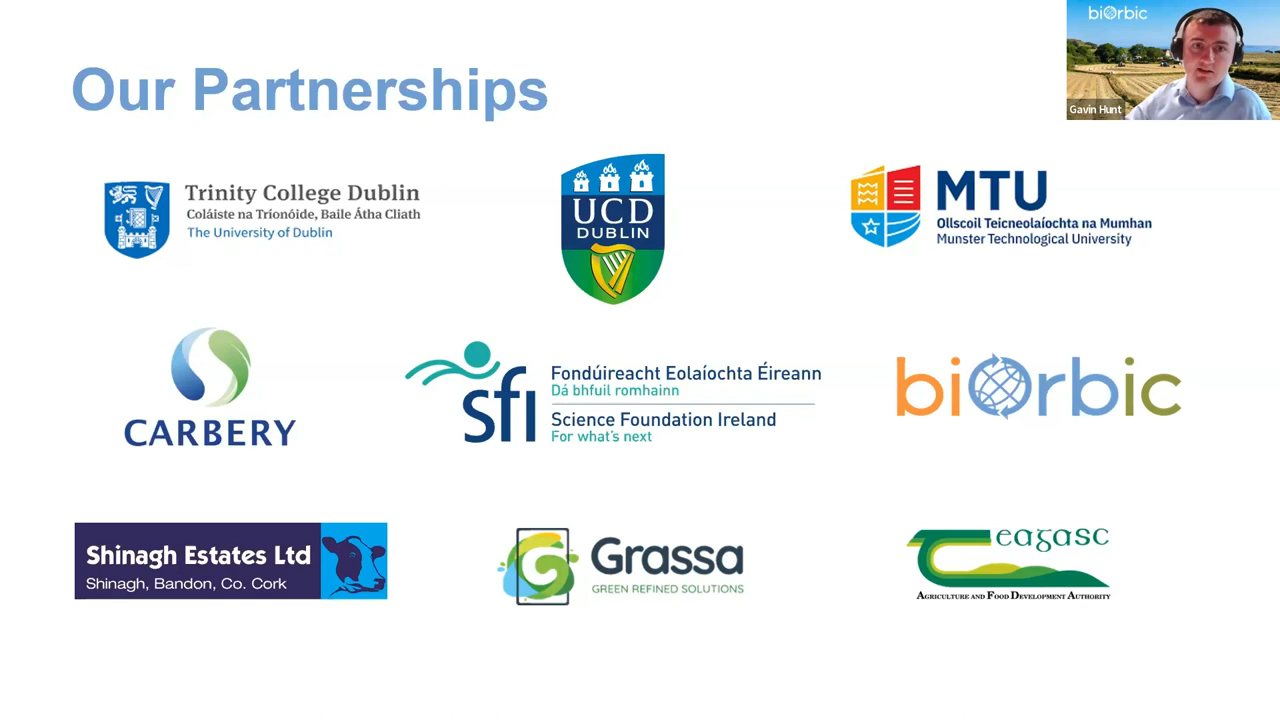 biOrbic
Gavin Hunt
Our Partnerships
Trinity College Dublin
Coláiste na Tríonóide, Baile Átha Cliath
The University of Dublin
UCD
DUBLIN
MTU
Ollscoil Teicneolaíochta na Mumhan
Munster Technological University
CARBERY
sfi
Fondúireacht Eolaíochta Éireann
Dá bhfuil romhainn
Science Foundation Ireland
For what's next
biOrbic
Shinagh Estates Ltd
Shinagh, Bandon, Co. Cork
Grassa
GREEN REFINED SOLUTIONS
Teagasc
AGRICULTURE AND FOOD DEVELOPMENT AUTHORITY